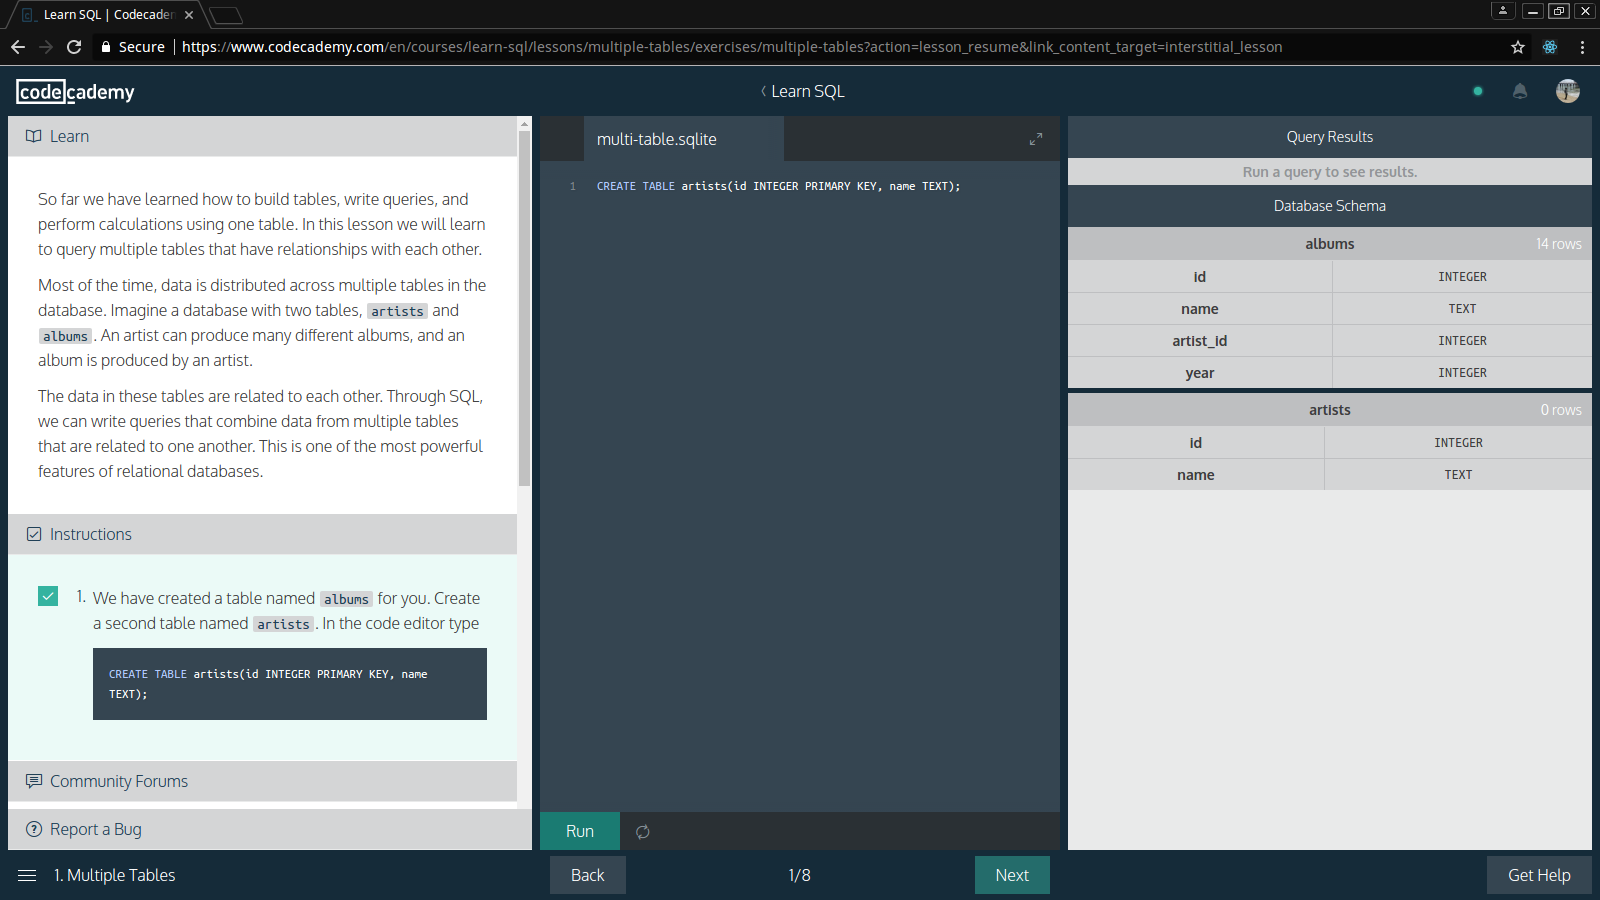 Learn SQL | Codecader
Secure | https://www.codecademy.com/en/courses/learn-sql/lessons/multiple-tables/exercises/multiple-tables?action=lesson_resume&link_content_target=interstitial_lesson
codecademy
Learn SQL
Learn
So far we have learned how to build tables, write queries, and
perform calculations using one table. In this lesson we will learn
to query multiple tables that have relationships with each other.
Most of the time, data is distributed across multiple tables in the
database. Imagine a database with two tables, artists and
albums. An artist can produce many different albums, and an
album is produced by an artist.
The data in these tables are related to each other. Through SQL,
we can write queries that combine data from multiple tables
that are related to one another. This is one of the most powerful
features of relational databases.
Instructions
1. We have created a table named albums for you. Create
a second table named artists. In the code editor type
CREATE TABLE artists(id INTEGER PRIMARY KEY, name
TEXT);
Community Forums
Report a Bug
multi-table.sqlite
1 CREATE TABLE artists(id INTEGER PRIMARY KEY, name TEXT);
Run
Query Results
Run a query to see results.
Database Schema
albums 14 rows
id INTEGER
name TEXT
artist_id INTEGER
year INTEGER
artists 0 rows
id INTEGER
name TEXT
1. Multiple Tables
Back
1/8
Next
Get Help